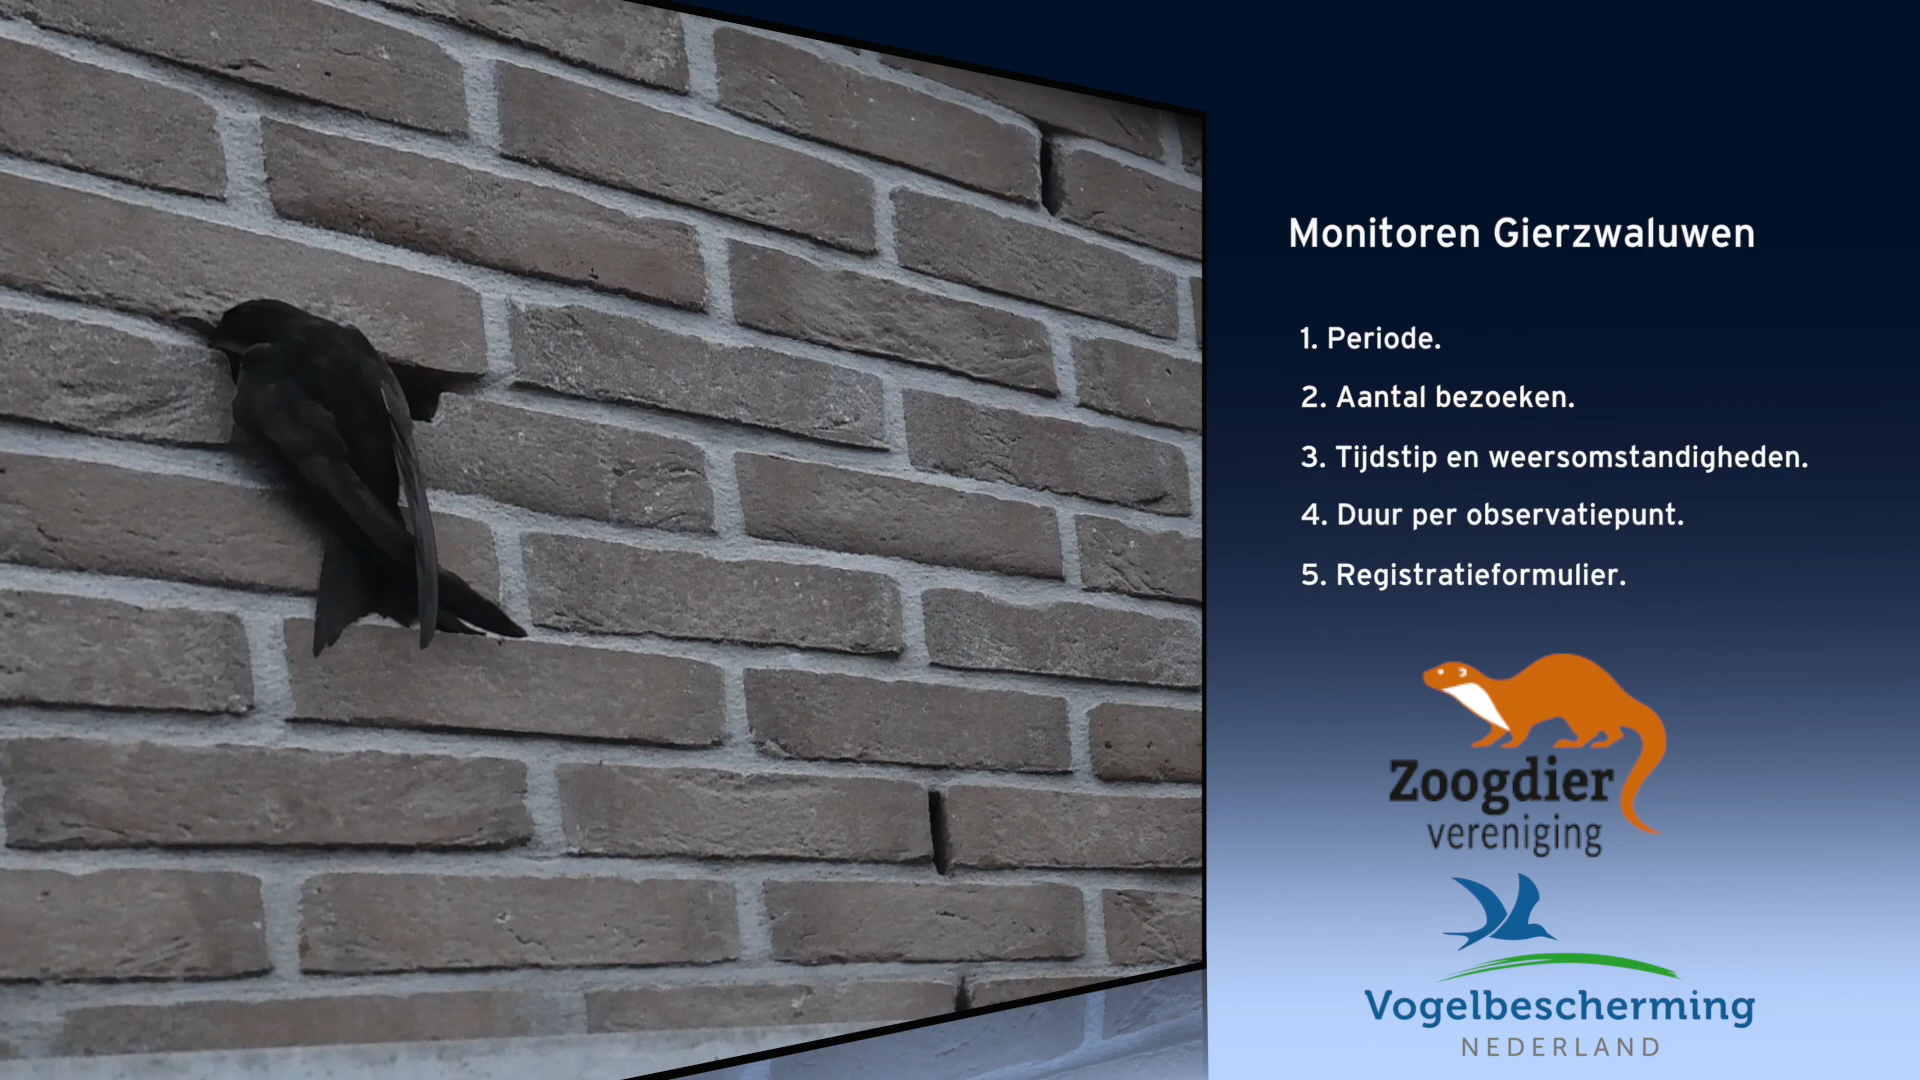 Monitoren Gierzwaluwen
1. Periode.
2. Aantal bezoeken.
3. Tijdstip en weersomstandigheden.
4. Duur per observatiepunt.
5. Registratieformulier.
Zoogdier
vereniging
Vogelbescherming
NEDERLAND